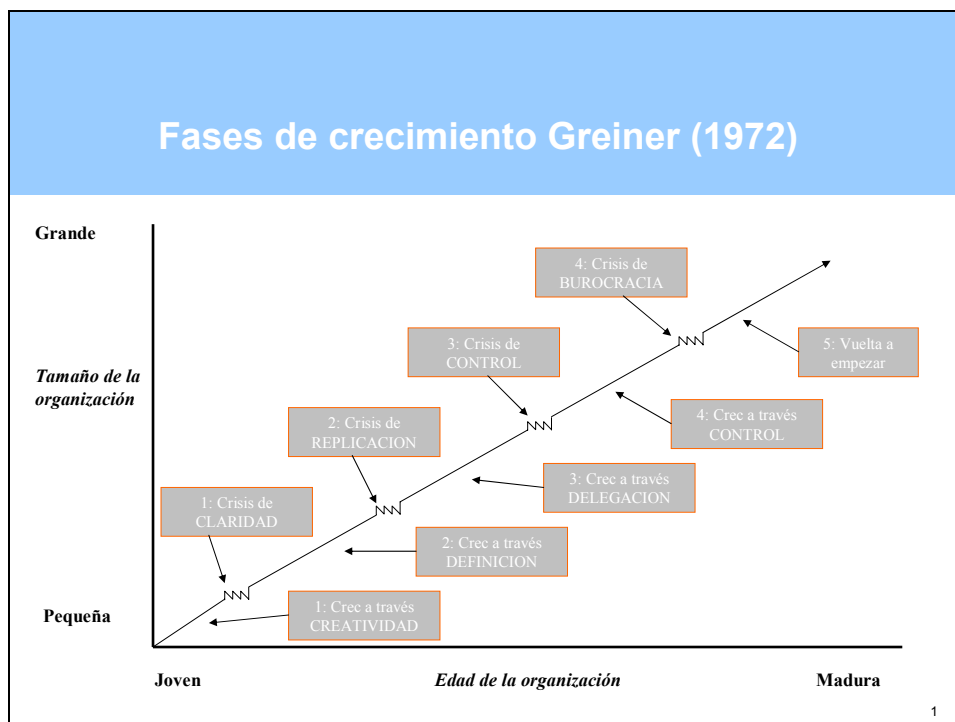 Fases de crecimiento Greiner (1972)
Grande
4: Crisis de
BUROCRACIA
3: Crisis de
CONTROL
5: Vuelta a
empezar
Tamaño de la
organización
2: Crisis de
REPLICACION
4: Crec a través
CONTROL
1: Crisis de
CLARIDAD
3: Crec a través
DELEGACION
2: Crec a través
DEFINICION
Pequeña
1: Crec a través
CREATIVIDAD
Joven
Edad de la organización
Madura
1